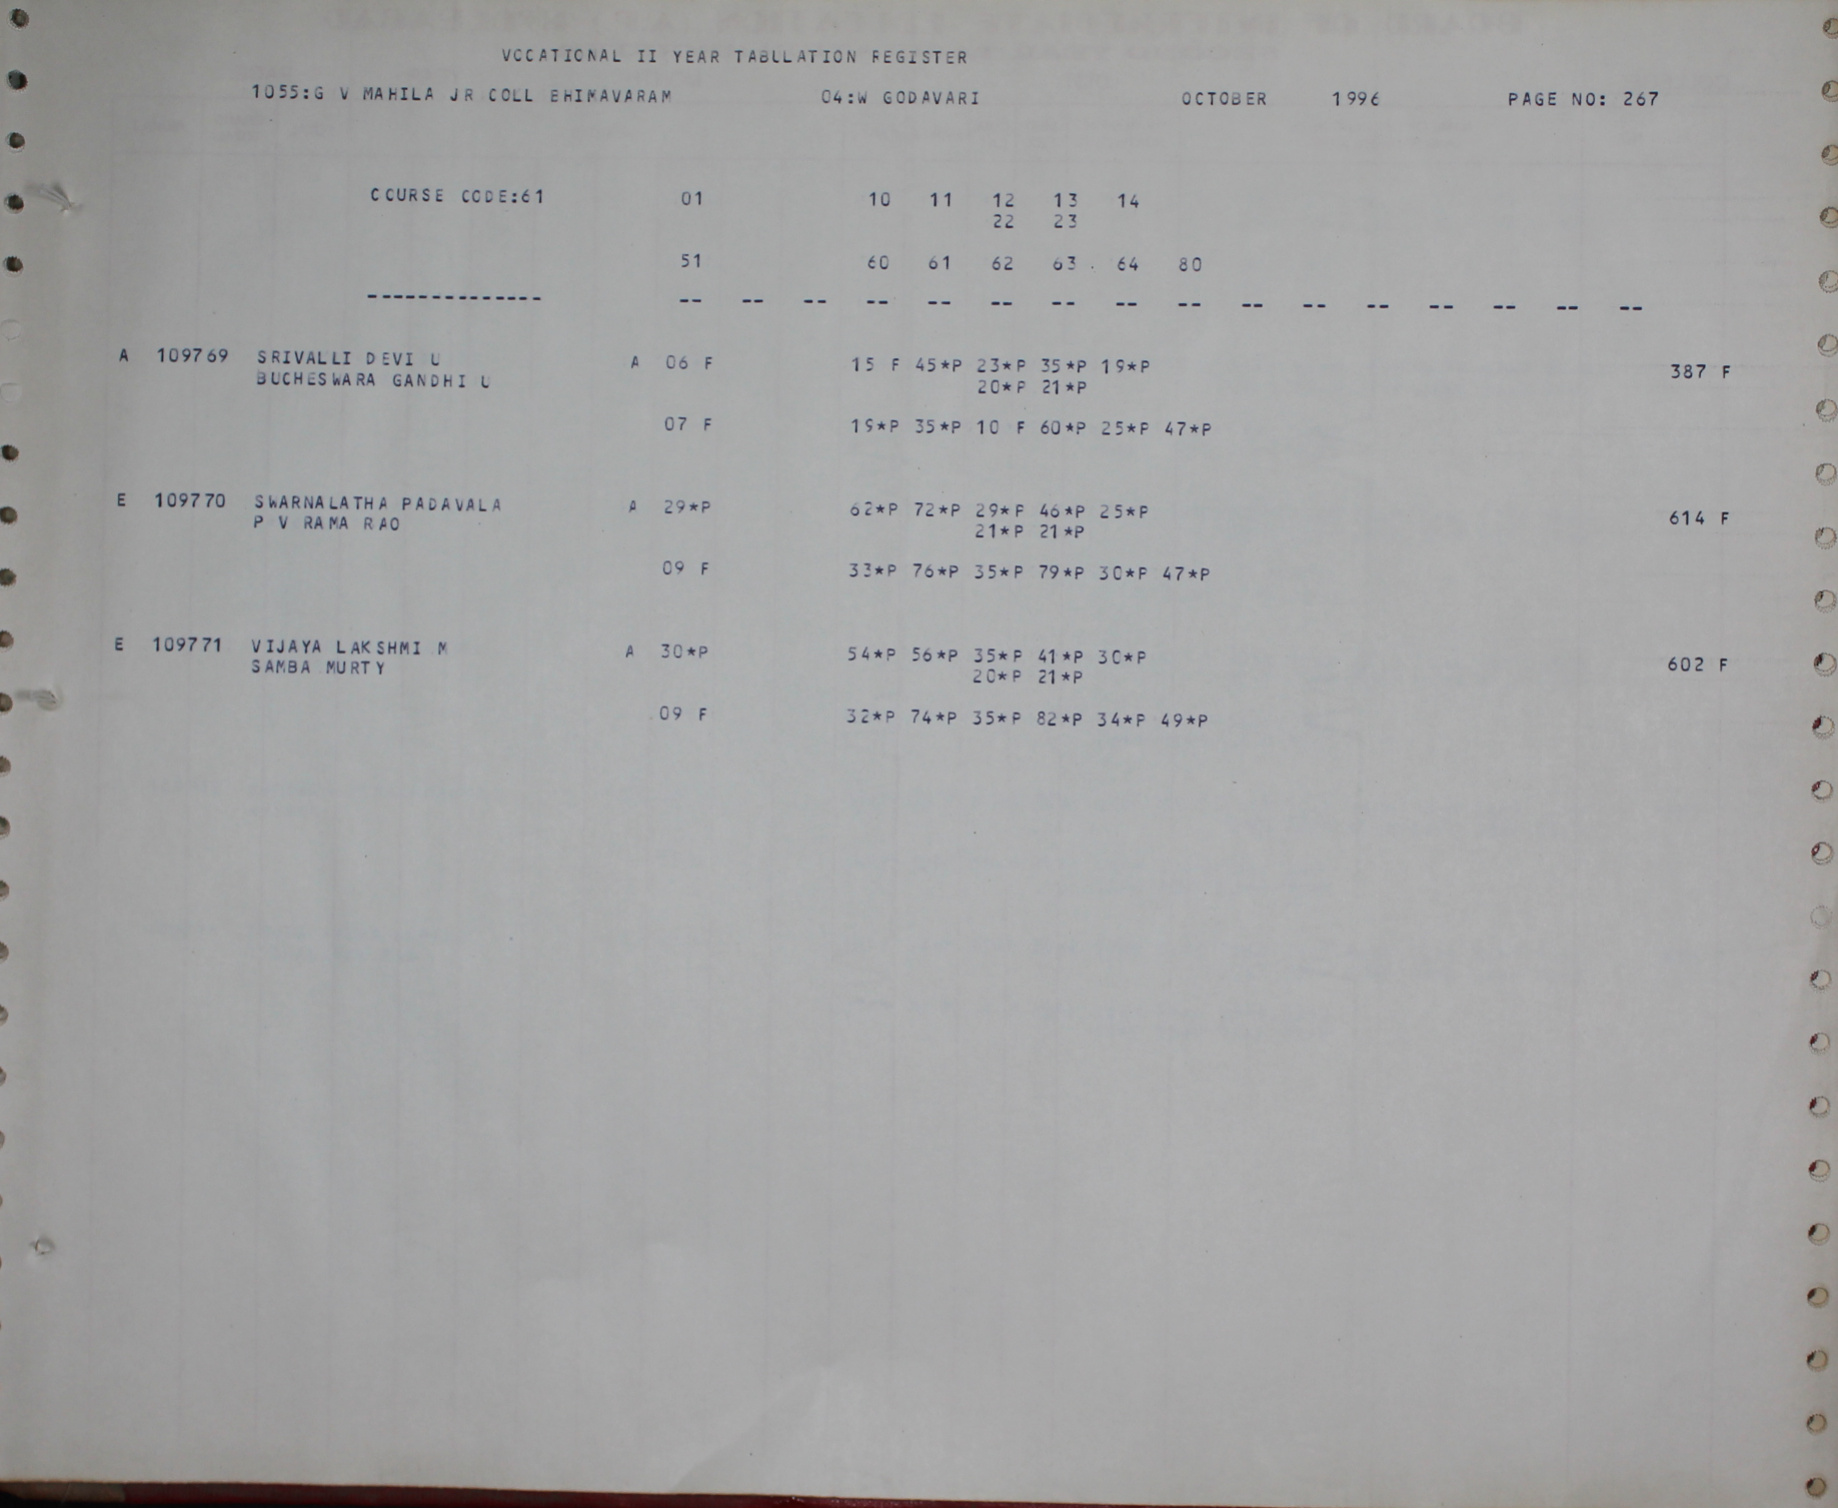 VOCATIONAL II YEAR TABULATION REGISTER
1055:G V MAHILA JR COLL BHIMAVARAM 04:W GODAVARI OCTOBER 1996 PAGE NO: 267
COURSE CODE:61 01 10 11 12 13 14
22 23
51 60 61 62 63 . 64 80
-------------- -- -- -- -- -- -- -- -- -- -- -- -- -- -- -- --
A 109769 SRIVALLI DEVI U A 06 F 15 F 45*P 23*P 35*P 19*P 387 F
BUCHESWARA GANDHI U 20*P 21*P
07 F 19*P 35*P 10 F 60*P 25*P 47*P
E 109770 SWARNALATHA PADAVALA A 29*P 62*P 72*P 29*P 46*P 25*P 614 F
P V RAMA RAO 21*P 21*P
09 F 33*P 76*P 35*P 79*P 30*P 47*P
E 109771 VIJAYA LAKSHMI M A 30*P 54*P 56*P 35*P 41*P 30*P 602 F
SAMBA MURTY 20*P 21*P
09 F 32*P 74*P 35*P 82*P 34*P 49*P